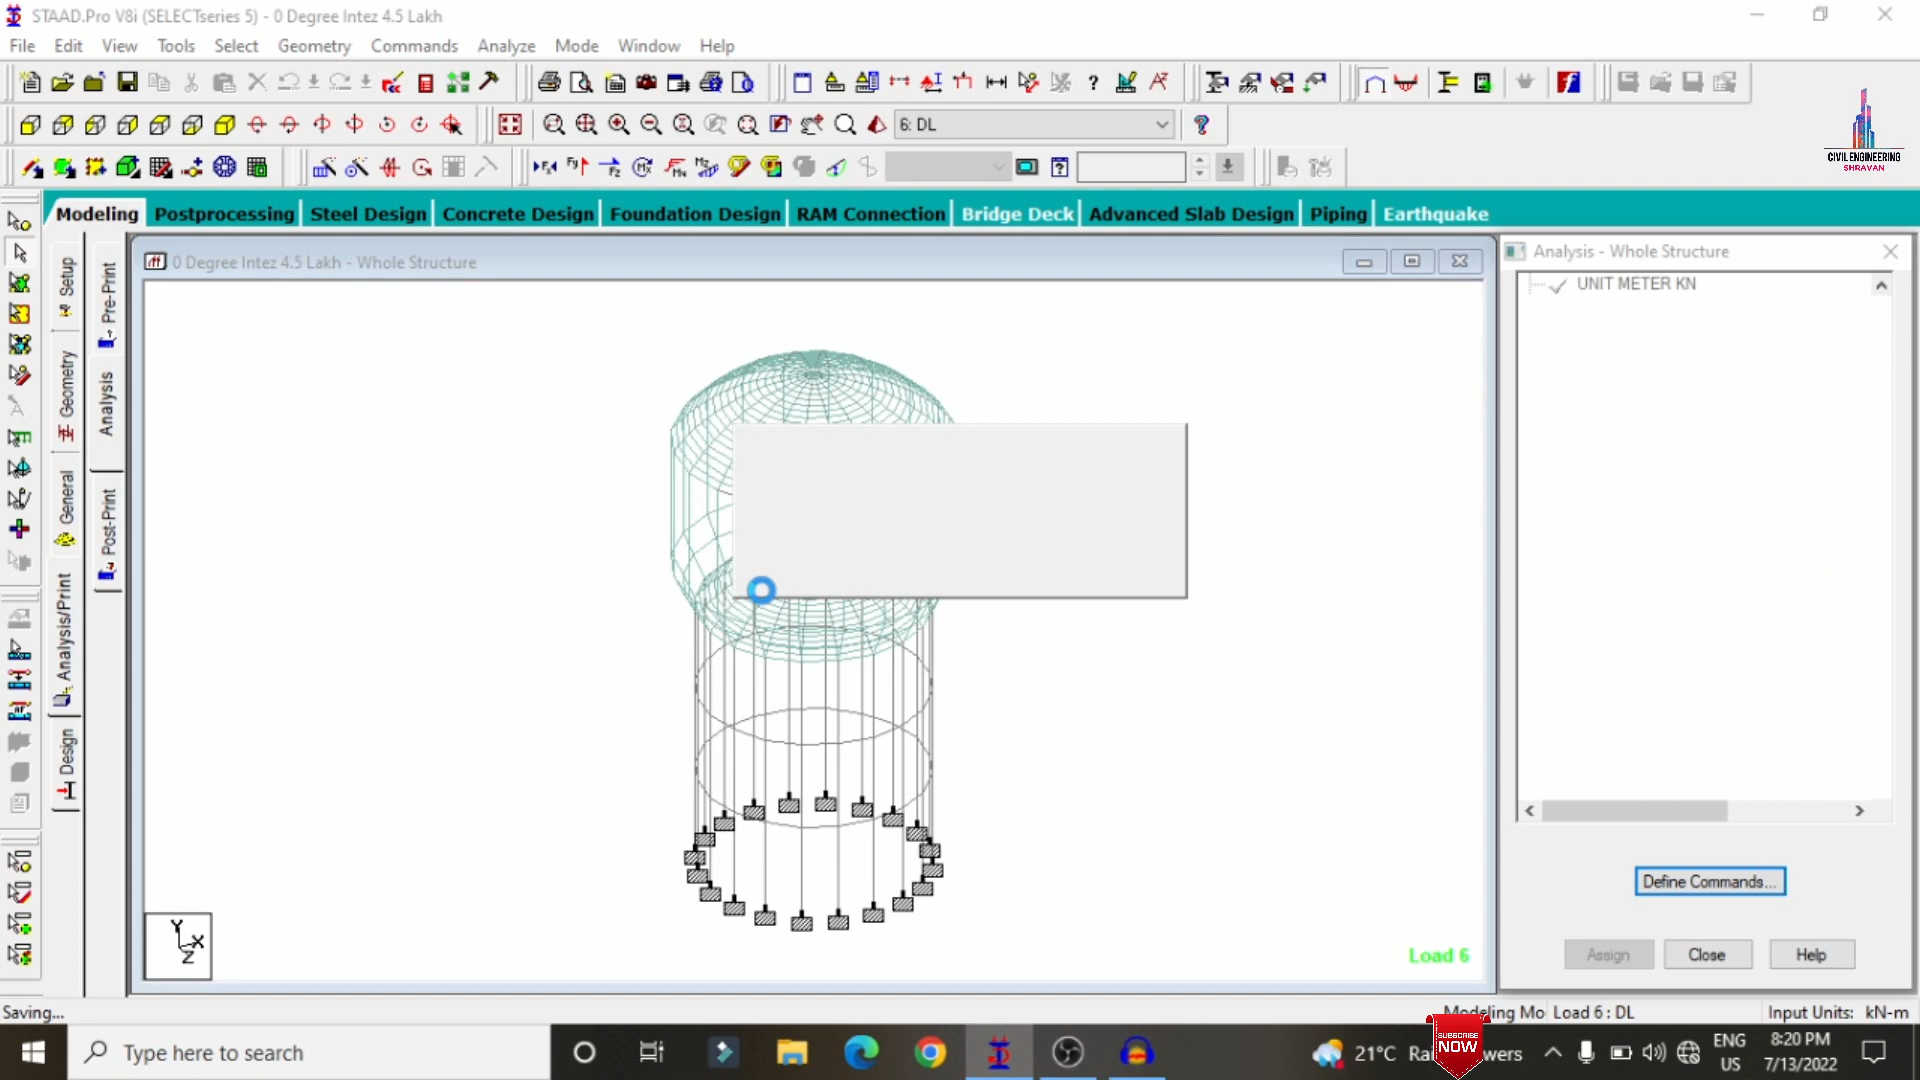 STAAD.Pro V8i (SELECTseries 5) - 0 Degree Intez 4.5 Lakh
File Edit View Tools Select Geometry Commands Analyze Mode Window Help
6: DL
CIVIL ENGINEERING
SHRAVAN
Modeling Postprocessing Steel Design Concrete Design Foundation Design RAM Connection Bridge Deck Advanced Slab Design Piping Earthquake
Setup
Geometry
General
Analysis/Print
Design
Pre-Print
Analysis
Post-Print
0 Degree Intez 4.5 Lakh - Whole Structure
Y
X
Z
Load 6
Analysis - Whole Structure
UNIT METER KN
Define Commands...
Assign Close Help
Saving...
Modeling Mo Load 6 : DL Input Units: kN-m
Type here to search
21°C
SUBSCRIBE
NOW
ENG
US
8:20 PM
7/13/2022